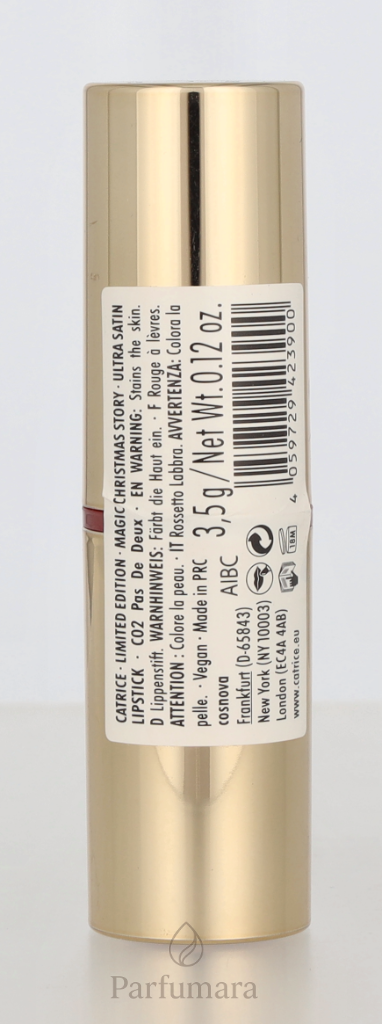 CATRICE · LIMITED EDITION · MAGIC CHRISTMAS STORY · ULTRA SATIN
LIPSTICK · C02 Pas De Deux · EN WARNING: Stains the skin.
D Lippenstift. WARNHINWEIS: Färbt die Haut ein. · F Rouge à lèvres.
ATTENTION : Colore la peau. · IT Rossetto Labbra. AVVERTENZA: Colora la
pelle. · Vegan · Made in PRC
cosnova
AIBC
3,5g / Net Wt. 0.12 oz.
Frankfurt (D-65843)
New York (NY 10003)
London (EC4A 4AB)
www.catrice.eu
18M
4 059729 423900
Parfumara